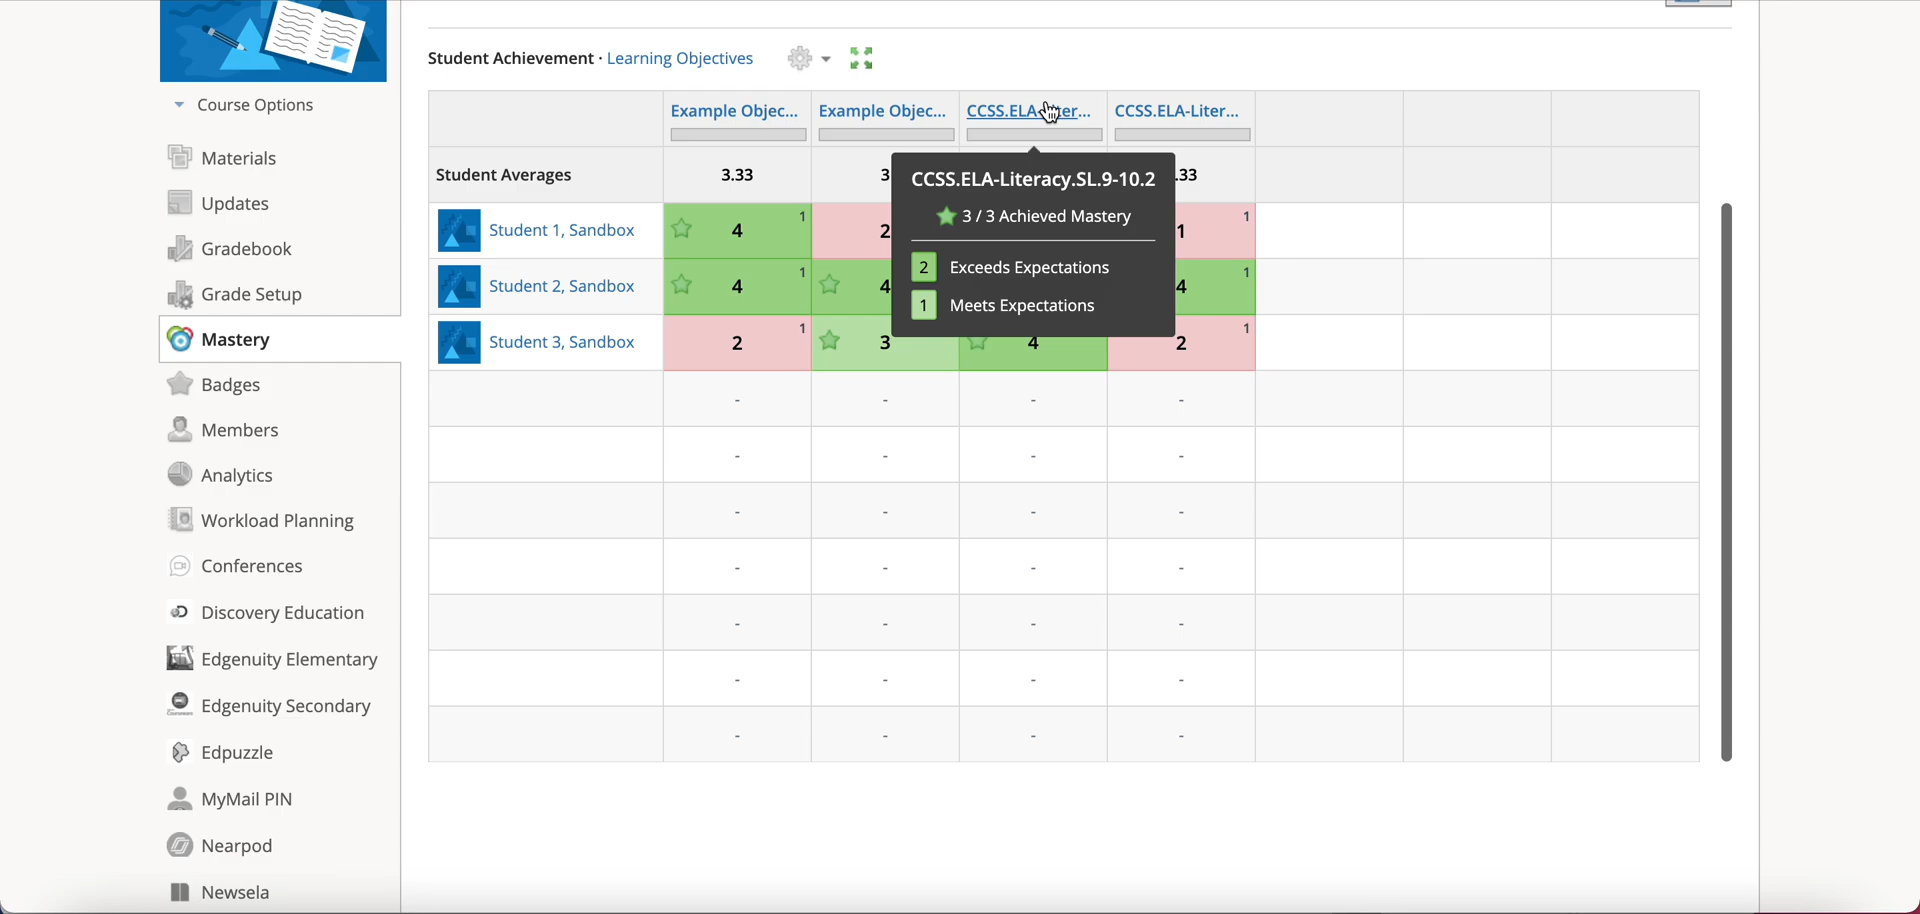 Student Achievement · Learning Objectives
Course Options
Materials
Updates
Gradebook
Grade Setup
Mastery
Badges
Members
Analytics
Workload Planning
Conferences
Discovery Education
Edgenuity Elementary
Edgenuity Secondary
Edpuzzle
MyMail PIN
Nearpod
Newsela
Example Objec... Example Objec... CCSS.ELA-Liter... CCSS.ELA-Liter...
Student Averages 3.33 3 .33
Student 1, Sandbox 4 1 2 1 1
Student 2, Sandbox 4 1 4 4 1
Student 3, Sandbox 2 1 3 4 2 1
- - - -
- - - -
- - - -
- - - -
- - - -
- - - -
- - - -
CCSS.ELA-Literacy.SL.9-10.2
3 / 3 Achieved Mastery
2 Exceeds Expectations
1 Meets Expectations